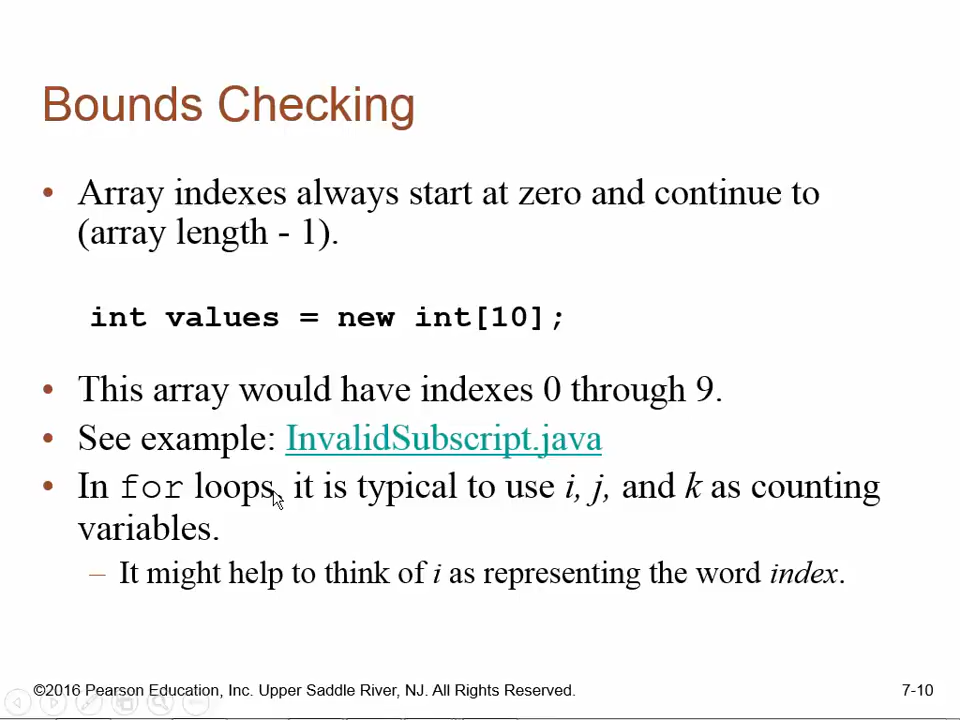 Bounds Checking
• Array indexes always start at zero and continue to
(array length - 1).
int values = new int[10];
• This array would have indexes 0 through 9.
• See example: InvalidSubscript.java
• In for loops, it is typical to use i, j, and k as counting
variables.
– It might help to think of i as representing the word index.
©2016 Pearson Education, Inc. Upper Saddle River, NJ. All Rights Reserved.
7-10